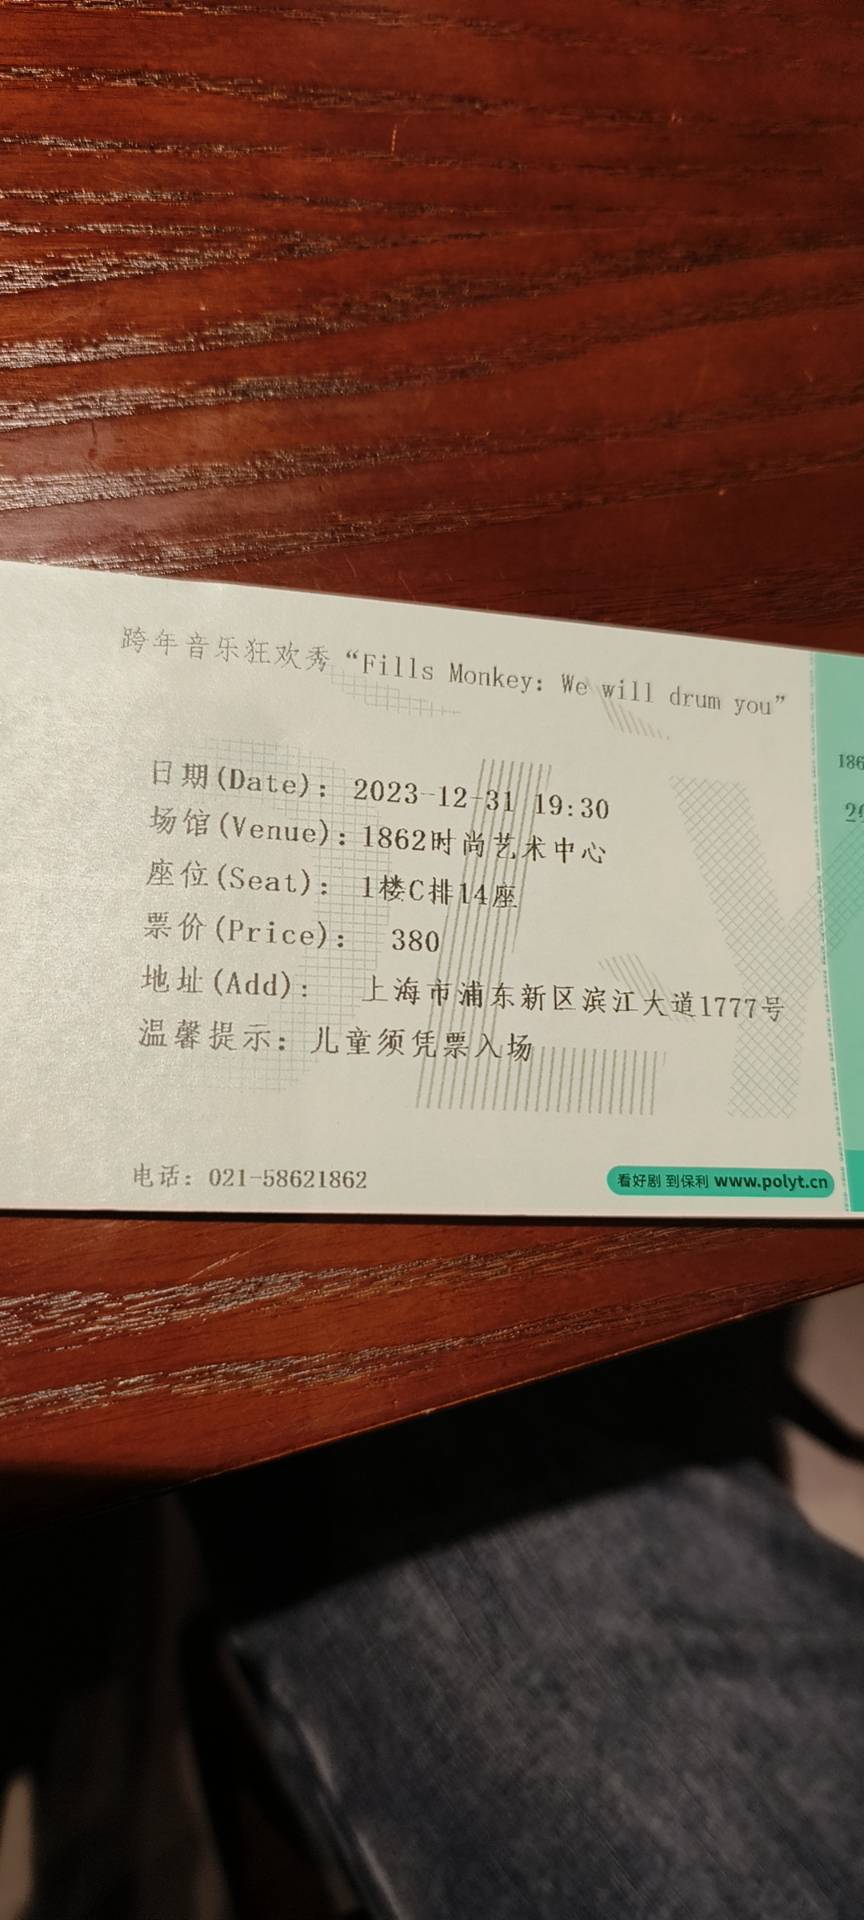 跨年音乐狂欢秀“Fills Monkey: We will drum you”
日期(Date): 2023-12-31 19:30
场馆(Venue): 1862时尚艺术中心
座位(Seat): 1楼C排14座
票价(Price): 380
地址(Add): 上海市浦东新区滨江大道1777号
温馨提示: 儿童须凭票入场
电话: 021-58621862
看好剧 到保利 www.polyt.cn